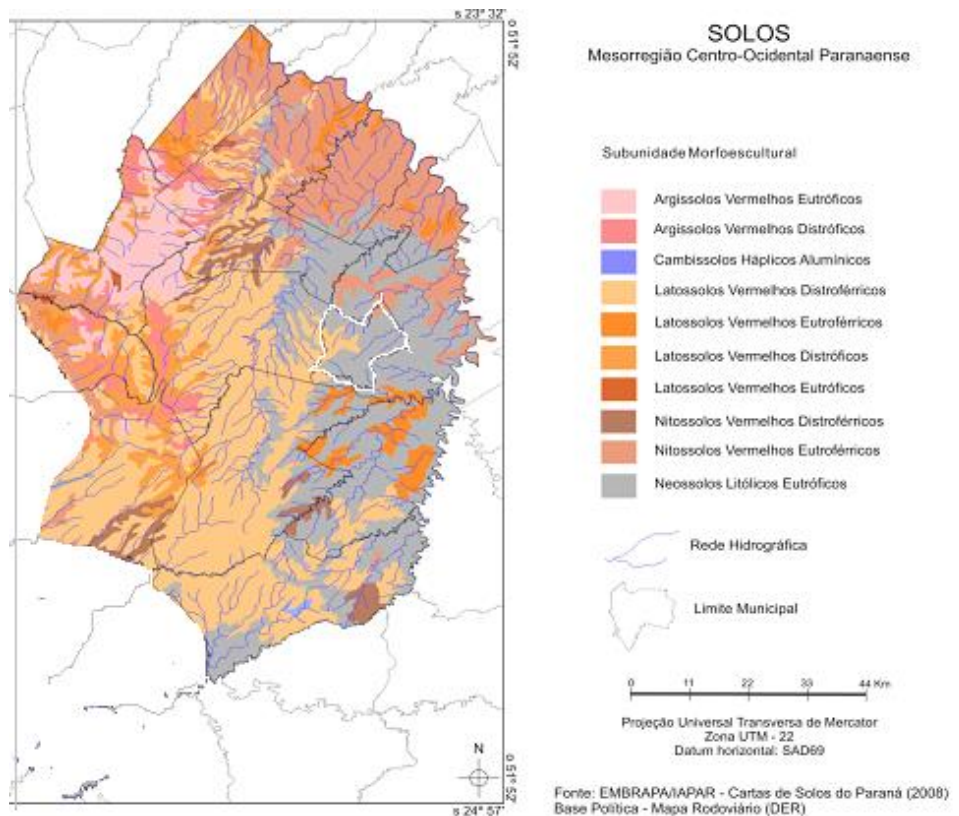 s 23° 32'
o 51° 52'
SOLOS
Mesorregião Centro-Ocidental Paranaense
Subunidade Morfoescultural
Argissolos Vermelhos Eutróficos
Argissolos Vermelhos Distróficos
Cambissolos Háplicos Alumínicos
Latossolos Vermelhos Distroférricos
Latossolos Vermelhos Eutroférricos
Latossolos Vermelhos Distróficos
Latossolos Vermelhos Eutróficos
Nitossolos Vermelhos Distroférricos
Nitossolos Vermelhos Eutroférricos
Neossolos Litólicos Eutróficos
Rede Hidrográfica
Limite Municipal
0 11 22 33 44 Km
Projeção Universal Transversa de Mercator
Zona UTM - 22
Datum horizontal: SAD69
N
o 51° 52'
s 24° 57'
Fonte: EMBRAPA/IAPAR - Cartas de Solos do Paraná (2008)
Base Política - Mapa Rodoviário (DER)